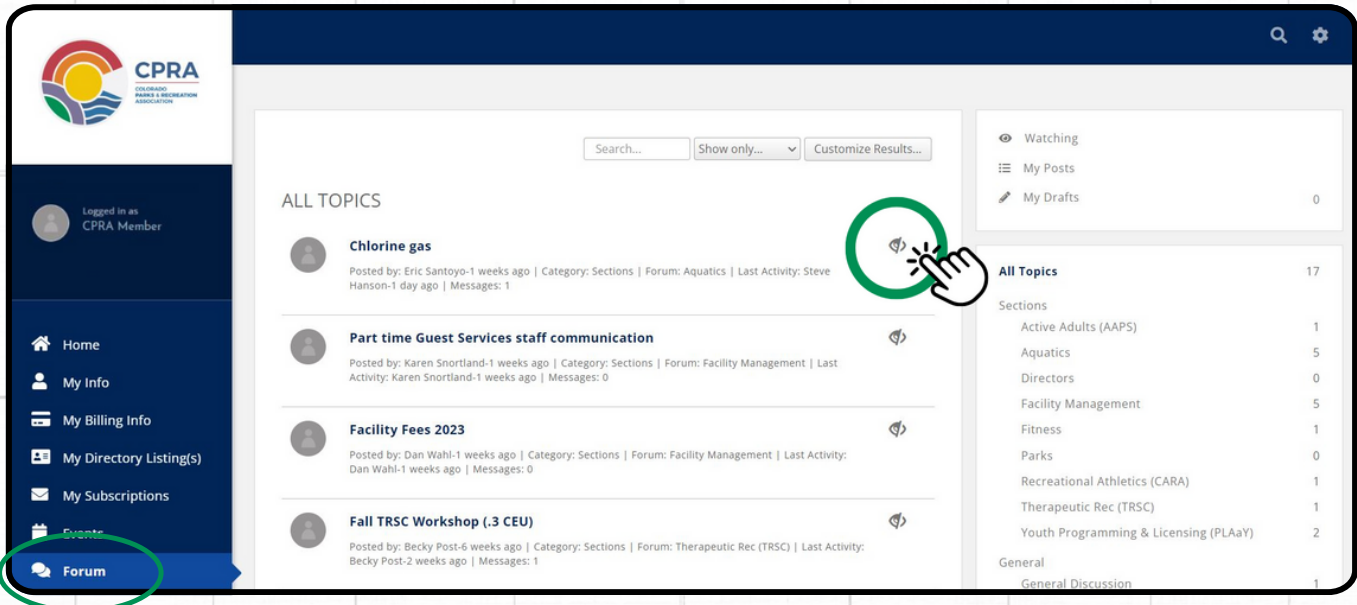 CPRA
COLORADO
PARKS & RECREATION
ASSOCIATION
Logged in as
CPRA Member
Home
My Info
My Billing Info
My Directory Listing(s)
My Subscriptions
Events
Forum
Search...
Show only...
Customize Results...
ALL TOPICS
Chlorine gas
Posted by: Eric Santoyo-1 weeks ago | Category: Sections | Forum: Aquatics | Last Activity: Steve
Hanson-1 day ago | Messages: 1
Part time Guest Services staff communication
Posted by: Karen Snortland-1 weeks ago | Category: Sections | Forum: Facility Management | Last
Activity: Karen Snortland-1 weeks ago | Messages: 0
Facility Fees 2023
Posted by: Dan Wahl-1 weeks ago | Category: Sections | Forum: Facility Management | Last Activity:
Dan Wahl-1 weeks ago | Messages: 0
Fall TRSC Workshop (.3 CEU)
Posted by: Becky Post-6 weeks ago | Category: Sections | Forum: Therapeutic Rec (TRSC) | Last Activity:
Becky Post-2 weeks ago | Messages: 1
Watching
My Posts
My Drafts 0
All Topics 17
Sections
Active Adults (AAPS) 1
Aquatics 5
Directors 0
Facility Management 5
Fitness 1
Parks 0
Recreational Athletics (CARA) 1
Therapeutic Rec (TRSC) 1
Youth Programming & Licensing (PLAaY) 2
General
General Discussion 1